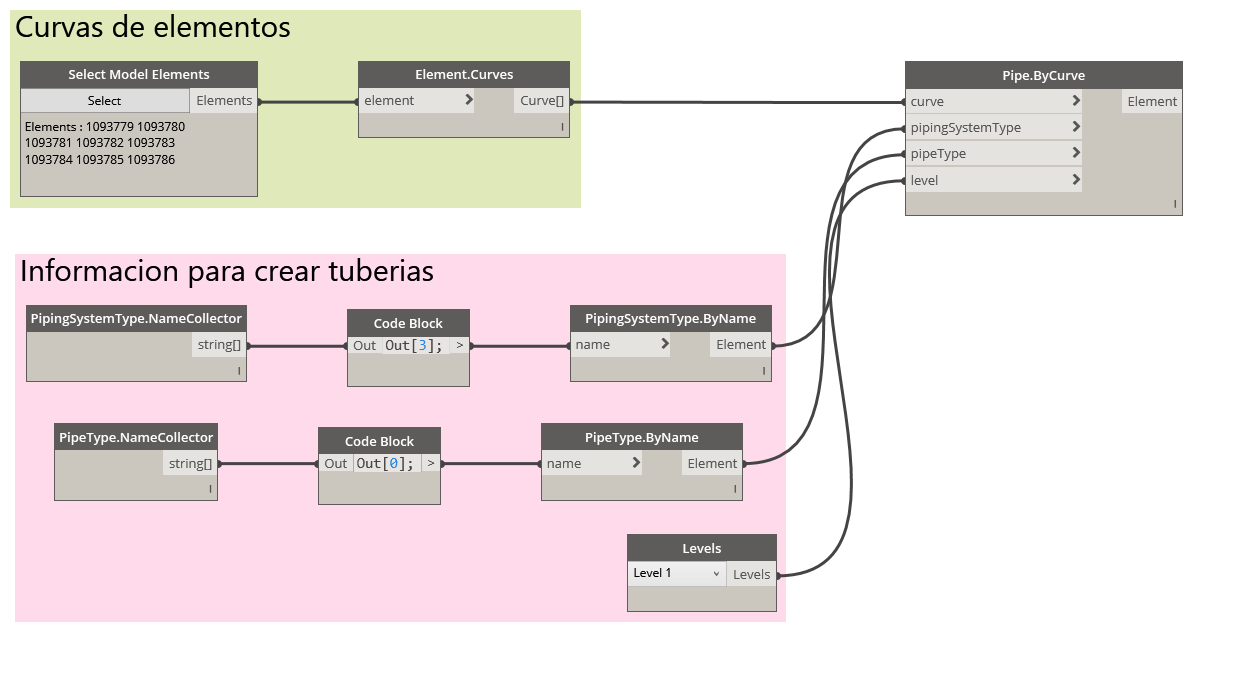 Curvas de elementos
Select Model Elements
Select
Elements
Elements : 1093779 1093780
1093781 1093782 1093783
1093784 1093785 1093786
Element.Curves
element
Curve[]
I
Pipe.ByCurve
curve
Element
pipingSystemType
pipeType
level
I
Informacion para crear tuberias
PipingSystemType.NameCollector
string[]
I
Code Block
Out Out[3]; >
PipingSystemType.ByName
name
Element
I
PipeType.NameCollector
string[]
I
Code Block
Out Out[0]; >
PipeType.ByName
name
Element
I
Levels
Level 1
Levels